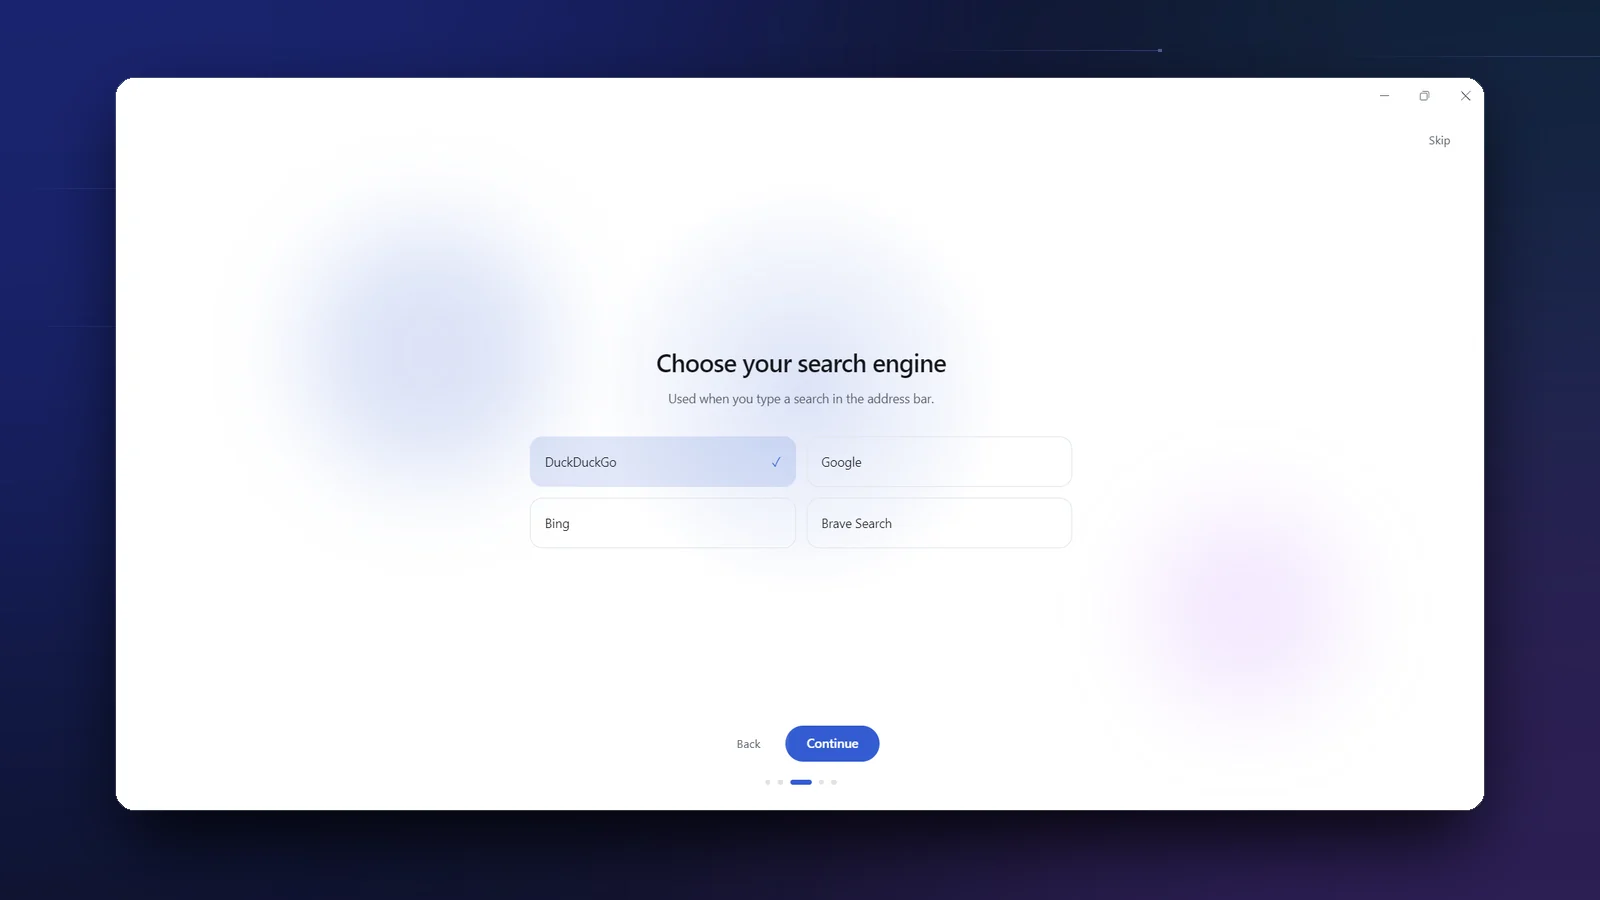 Skip
Choose your search engine
Used when you type a search in the address bar.
DuckDuckGo ✓
Google
Bing
Brave Search
Back
Continue